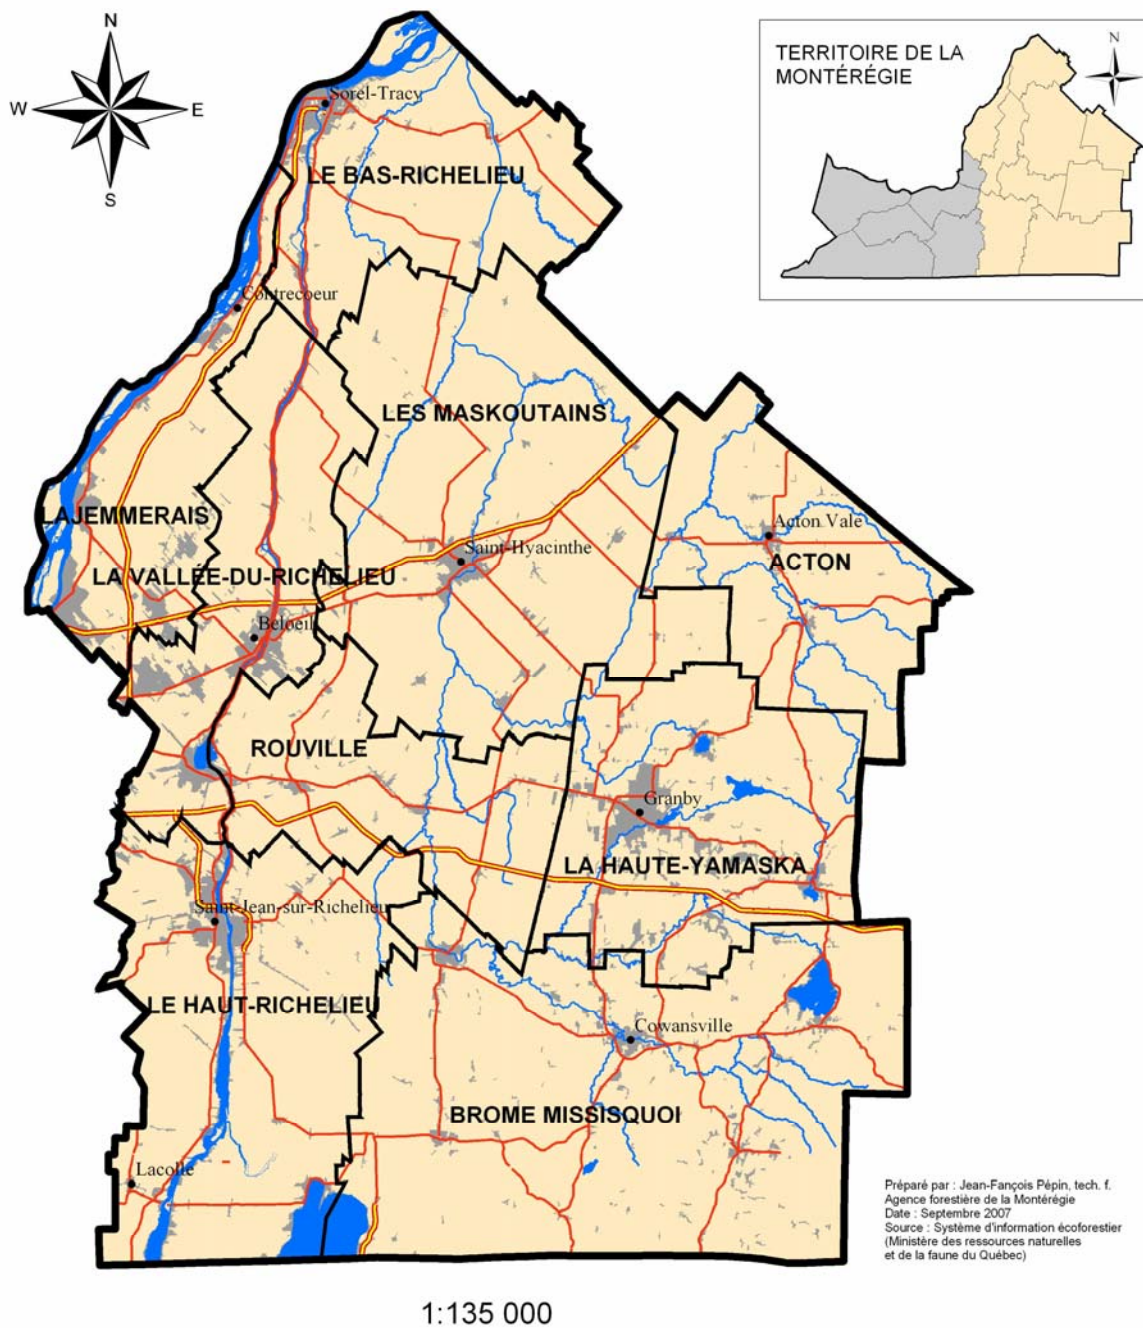 N
W
E
S
TERRITOIRE DE LA
MONTÉRÉGIE
N
Sorel-Tracy
LE BAS-RICHELIEU
Contrecoeur
LES MASKOUTAINS
LAJEMMERAIS
Acton Vale
Saint-Hyacinthe
ACTON
LA VALLÉE-DU-RICHELIEU
Beloeil
ROUVILLE
Granby
LA HAUTE-YAMASKA
Saint-Jean-sur-Richelieu
LE HAUT-RICHELIEU
Cowansville
BROME MISSISQUOI
Lacolle
Préparé par : Jean-Fançois Pépin, tech. f.
Agence forestière de la Montérégie
Date : Septembre 2007
Source : Système d'information écoforestier
(Ministère des ressources naturelles
et de la faune du Québec)
1:135 000